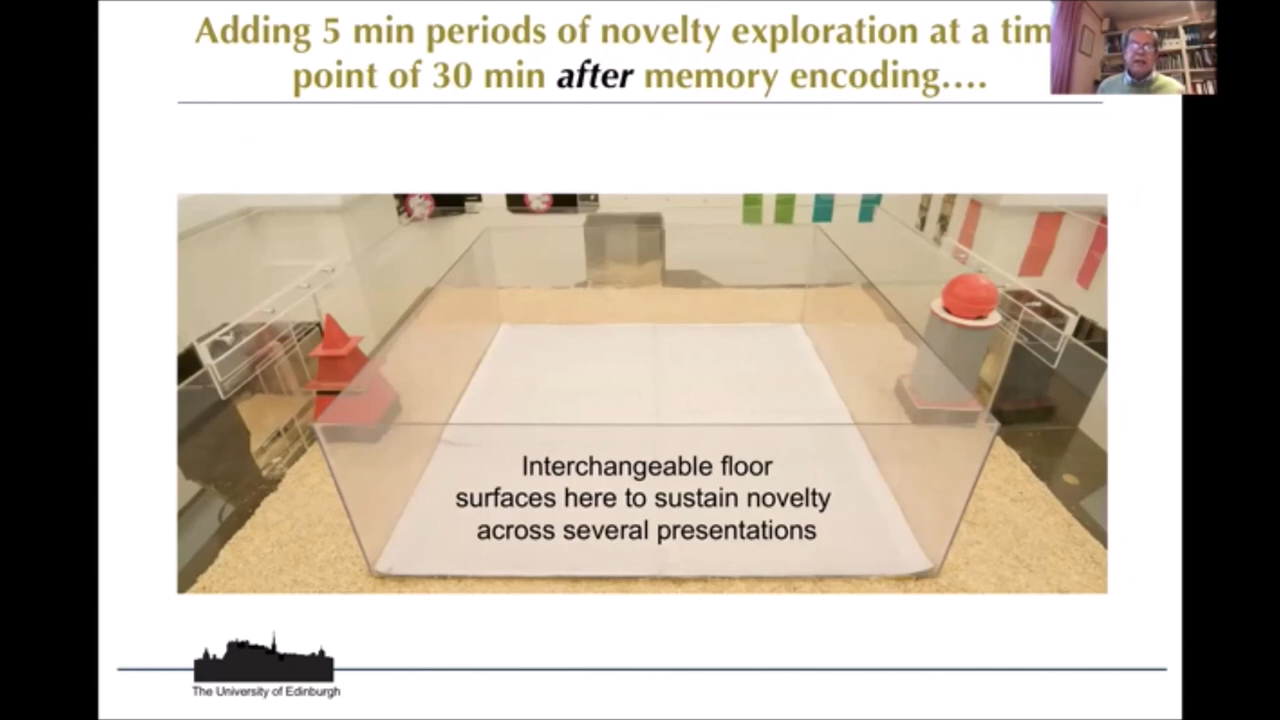 Adding 5 min periods of novelty exploration at a tim
point of 30 min after memory encoding....
Interchangeable floor
surfaces here to sustain novelty
across several presentations
The University of Edinburgh